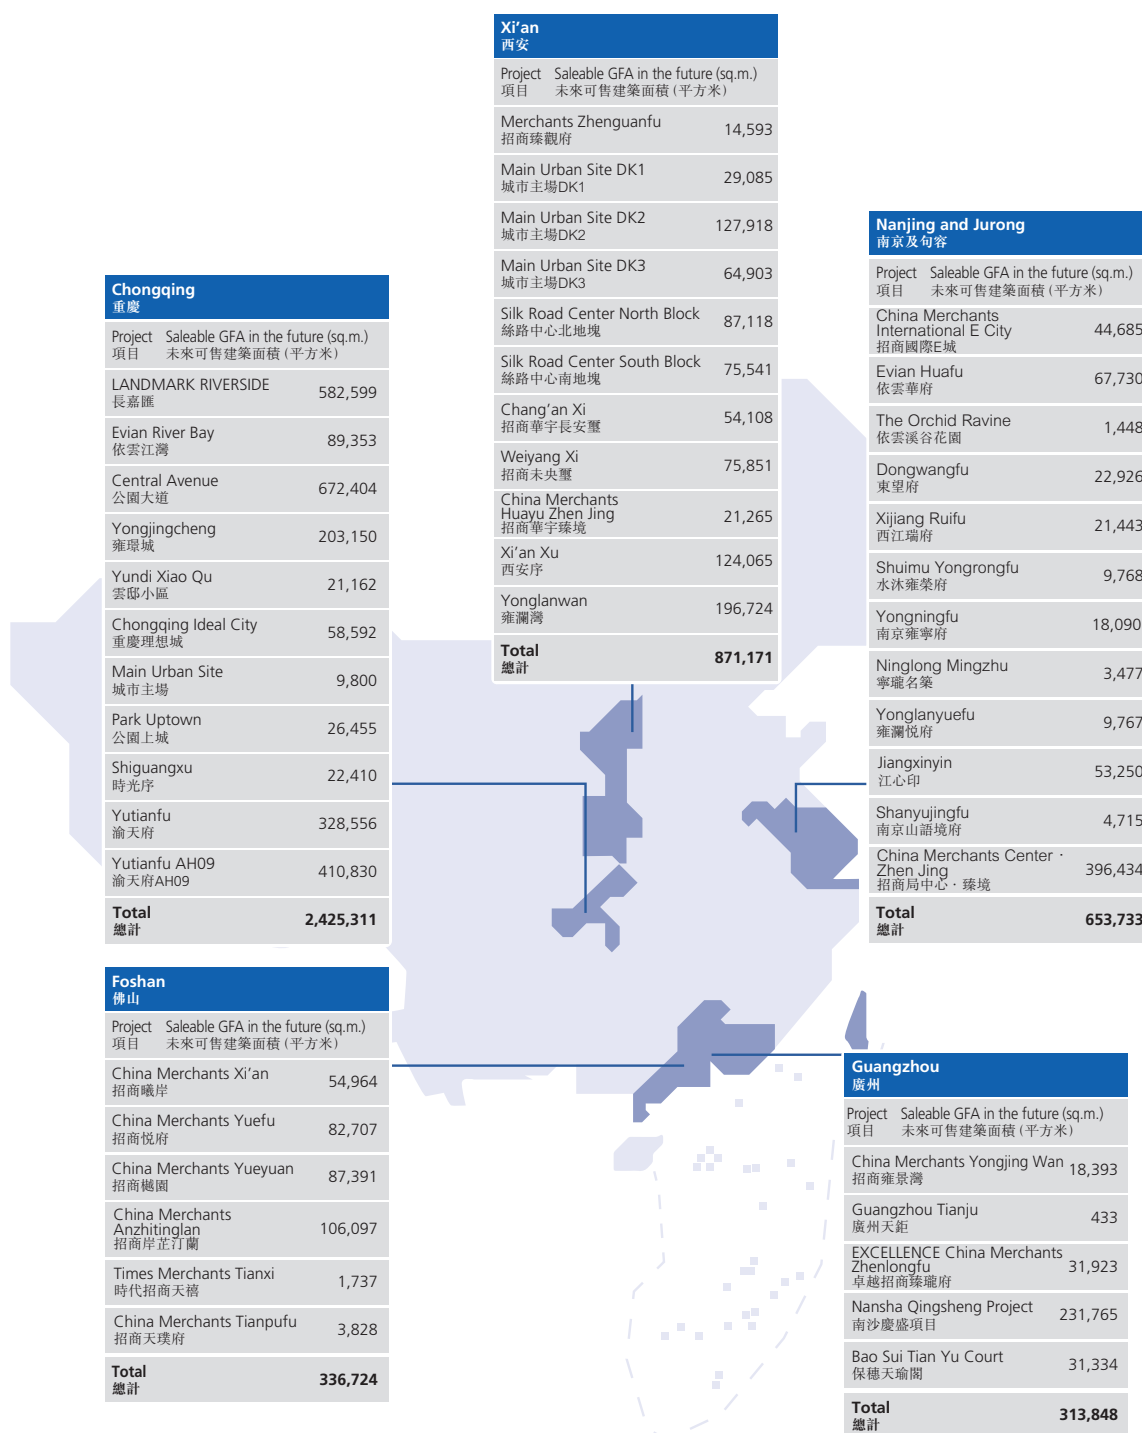 Xi’an
西安
Project Saleable GFA in the future (sq.m.)
項目 未來可售建築面積 (平方米)
Merchants Zhenguanfu 14,593
招商臻觀府
Main Urban Site DK1 29,085
城市主場DK1
Main Urban Site DK2 127,918
城市主場DK2
Main Urban Site DK3 64,903
城市主場DK3
Silk Road Center North Block 87,118
絲路中心北地塊
Silk Road Center South Block 75,541
絲路中心南地塊
Chang’an Xi 54,108
招商華宇長安璽
Weiyang Xi 75,851
招商未央璽
China Merchants
Huayu Zhen Jing 21,265
招商華宇臻境
Xi’an Xu 124,065
西安序
Yonglanwan 196,724
雍瀾灣
Total 871,171
總計
Nanjing and Jurong
南京及句容
Project Saleable GFA in the future (sq.m.)
項目 未來可售建築面積 (平方米)
China Merchants
International E City 44,685
招商國際E城
Evian Huafu 67,730
依雲華府
The Orchid Ravine 1,448
依雲溪谷花園
Dongwangfu 22,926
東望府
Xijiang Ruifu 21,443
西江瑞府
Shuimu Yongrongfu 9,768
水沐雍榮府
Yongningfu 18,090
南京雍寧府
Ninglong Mingzhu 3,477
寧瓏名築
Yonglanyuefu 9,767
雍瀾悦府
Jiangxinyin 53,250
江心印
Shanyujingfu 4,715
南京山語境府
China Merchants Center ·
Zhen Jing 396,434
招商局中心 · 臻境
Total 653,733
總計
Chongqing
重慶
Project Saleable GFA in the future (sq.m.)
項目 未來可售建築面積 (平方米)
LANDMARK RIVERSIDE 582,599
長嘉匯
Evian River Bay 89,353
依雲江灣
Central Avenue 672,404
公園大道
Yongjingcheng 203,150
雍璟城
Yundi Xiao Qu 21,162
雲邸小區
Chongqing Ideal City 58,592
重慶理想城
Main Urban Site 9,800
城市主場
Park Uptown 26,455
公園上城
Shiguangxu 22,410
時光序
Yutianfu 328,556
渝天府
Yutianfu AH09 410,830
渝天府AH09
Total 2,425,311
總計
Foshan
佛山
Project Saleable GFA in the future (sq.m.)
項目 未來可售建築面積 (平方米)
China Merchants Xi’an 54,964
招商曦岸
China Merchants Yuefu 82,707
招商悦府
China Merchants Yueyuan 87,391
招商樾園
China Merchants
Anzhitinglan 106,097
招商岸芷汀蘭
Times Merchants Tianxi 1,737
時代招商天禧
China Merchants Tianpufu 3,828
招商天璞府
Total 336,724
總計
Guangzhou
廣州
Project Saleable GFA in the future (sq.m.)
項目 未來可售建築面積 (平方米)
China Merchants Yongjing Wan 18,393
招商雍景灣
Guangzhou Tianju 433
廣州天鉅
EXCELLENCE China Merchants
Zhenlongfu 31,923
卓越招商臻瓏府
Nansha Qingsheng Project 231,765
南沙慶盛項目
Bao Sui Tian Yu Court 31,334
保穗天瑜閣
Total 313,848
總計